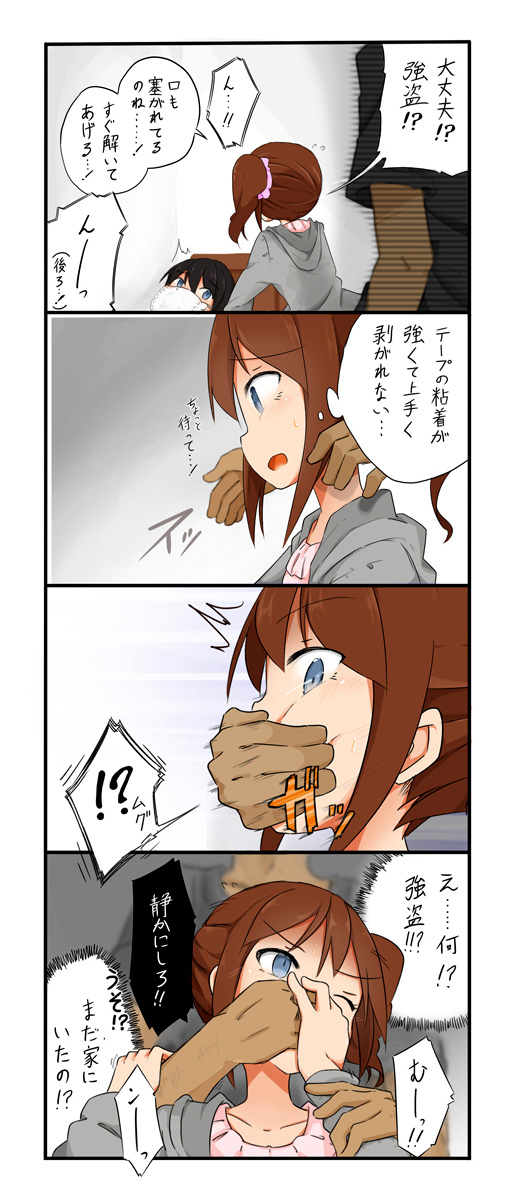 大丈夫!?
強盗!?
ん…!!
口も
塞がれてる
のね……!
すぐ解いて
あげる…!
んーーっ
(後ろ…!)
テープの粘着が
強くて上手く
剥がれない…
ちょっと
待って…!
スッ
!?
ムグ
ガッ
え……何!?
強盗!!?
静かにしろ!!
むーっ!!
うそ!?
まだ家に
いたの!?
ンーーっ